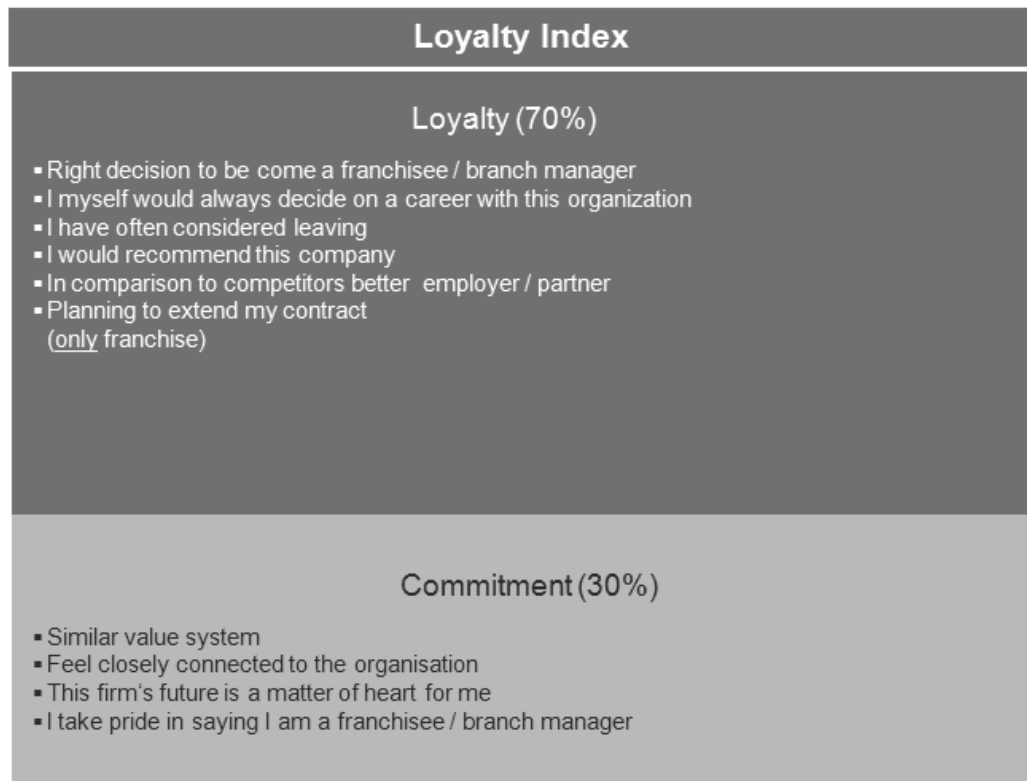 Loyalty Index
Loyalty (70%)
▪ Right decision to be come a franchisee / branch manager
▪ I myself would always decide on a career with this organization
▪ I have often considered leaving
▪ I would recommend this company
▪ In comparison to competitors better employer / partner
▪ Planning to extend my contract
(only franchise)
Commitment (30%)
▪ Similar value system
▪ Feel closely connected to the organisation
▪ This firm‘s future is a matter of heart for me
▪ I take pride in saying I am a franchisee / branch manager